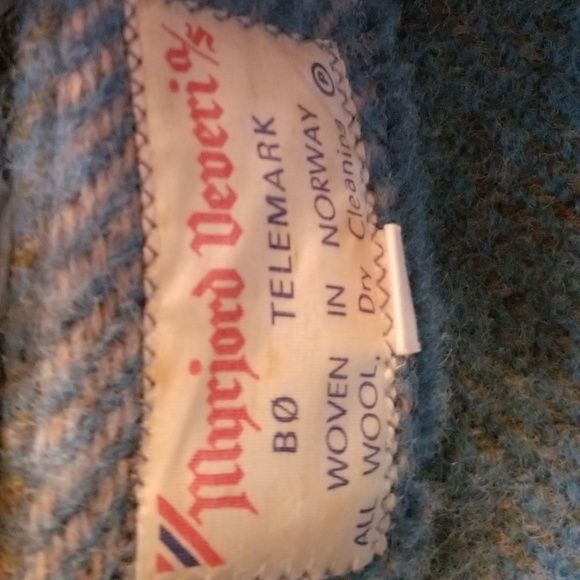 Myrjord Veveri a/s
BØ TELEMARK
WOVEN IN NORWAY ®
ALL WOOL. Dry Cleaning